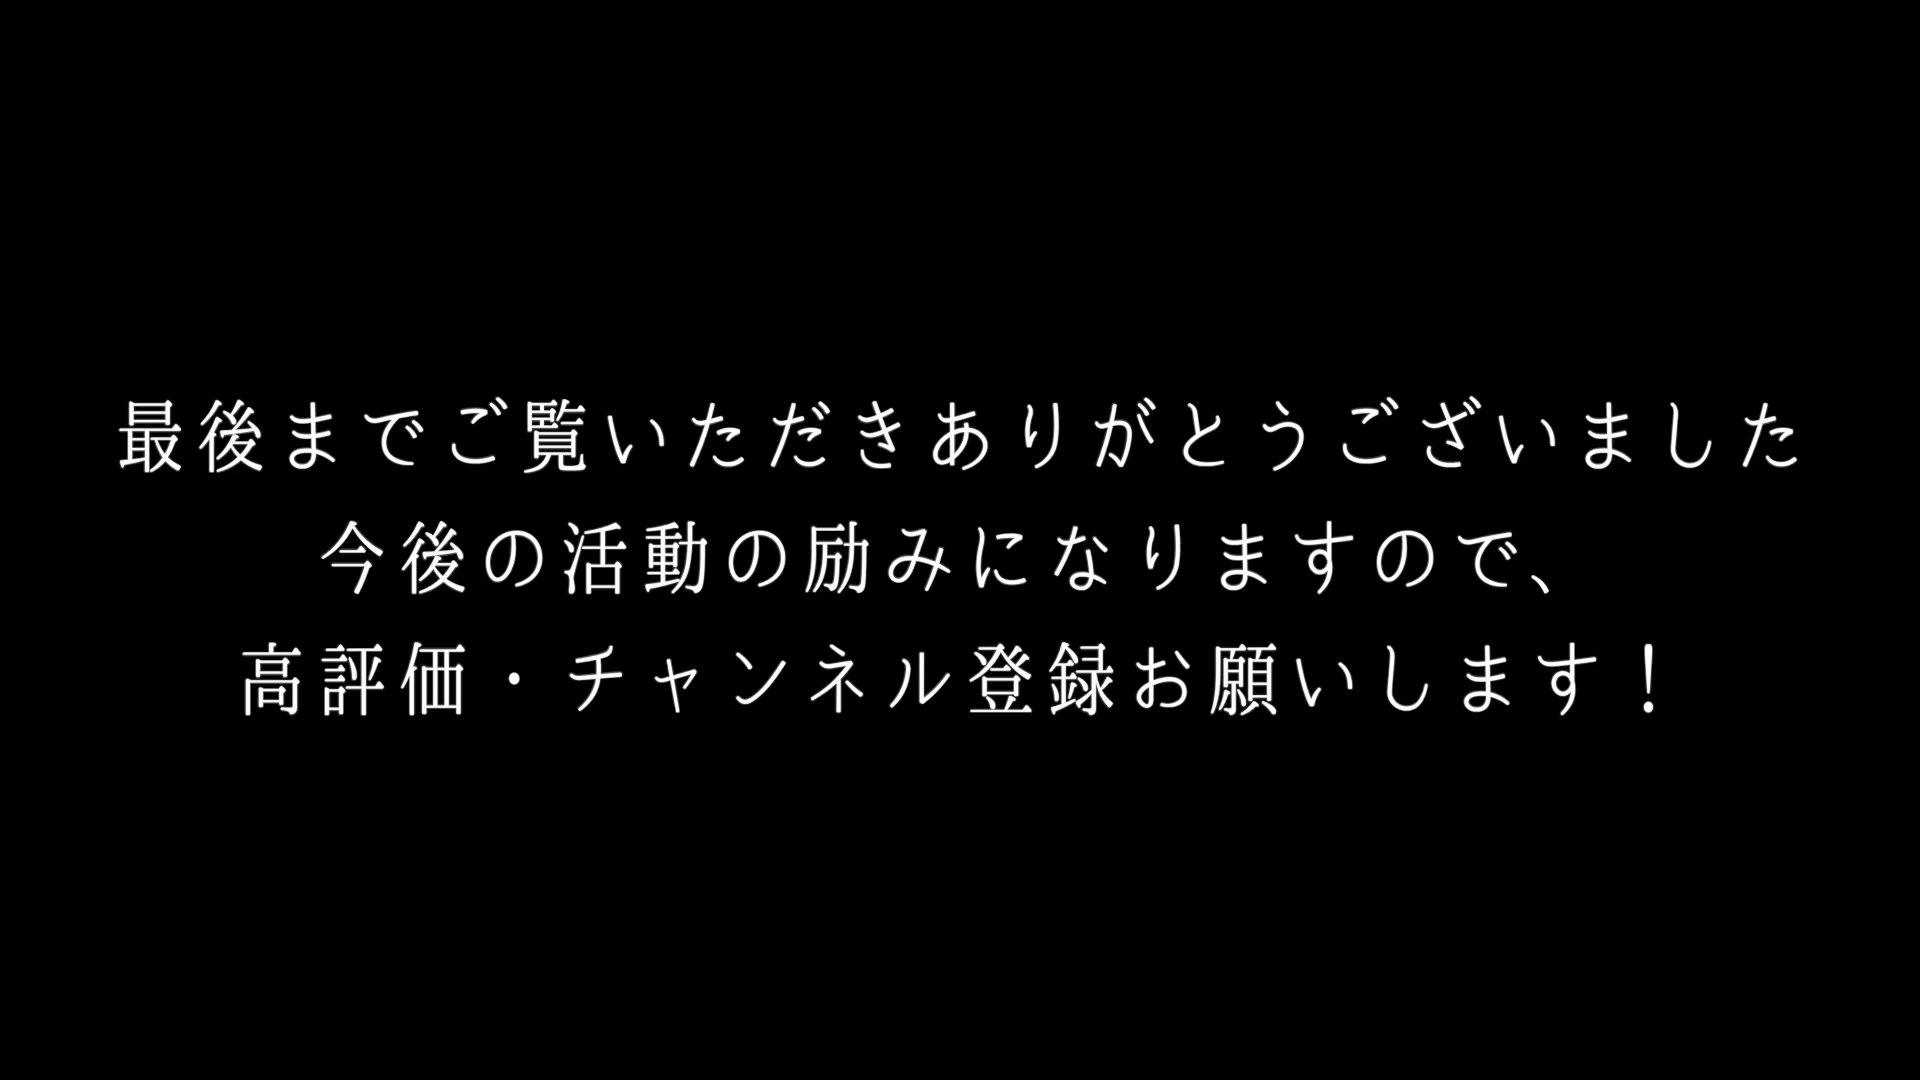 最後までご覧いただきありがとうございました
今後の活動の励みになりますので、
高評価・チャンネル登録お願いします！